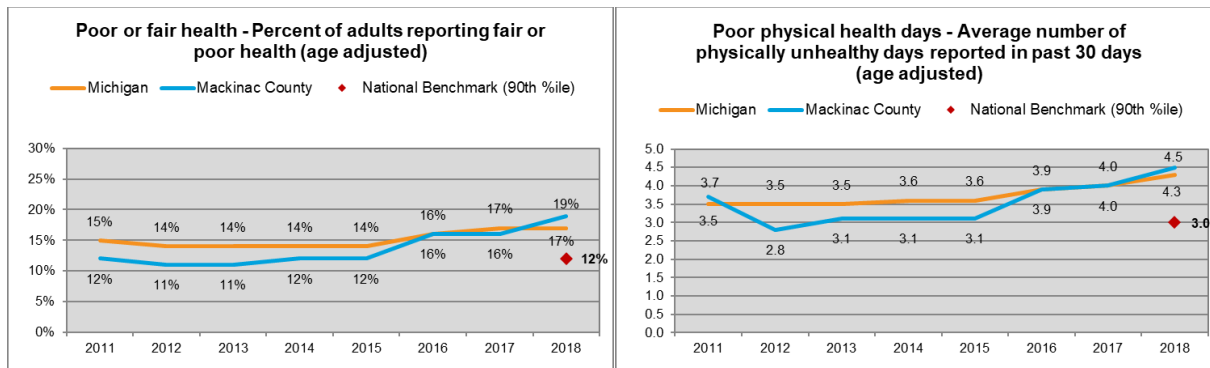 Poor or fair health - Percent of adults reporting fair or
poor health (age adjusted)
Michigan Mackinac County National Benchmark (90th %ile)
30%
25%
20%
15%
10%
5%
0%
15% 14% 14% 14% 14% 16% 17% 19%
12% 11% 11% 12% 12% 16% 16% 17%
12%
2011 2012 2013 2014 2015 2016 2017 2018
Poor physical health days - Average number of
physically unhealthy days reported in past 30 days
(age adjusted)
Michigan Mackinac County National Benchmark (90th %ile)
5.0
4.5
4.0
3.5
3.0
2.5
2.0
1.5
1.0
0.5
0.0
3.7 3.5 3.5 3.6 3.6 3.9 4.0 4.5
3.5 2.8 3.1 3.1 3.1 3.9 4.0 4.3
3.0
2011 2012 2013 2014 2015 2016 2017 2018